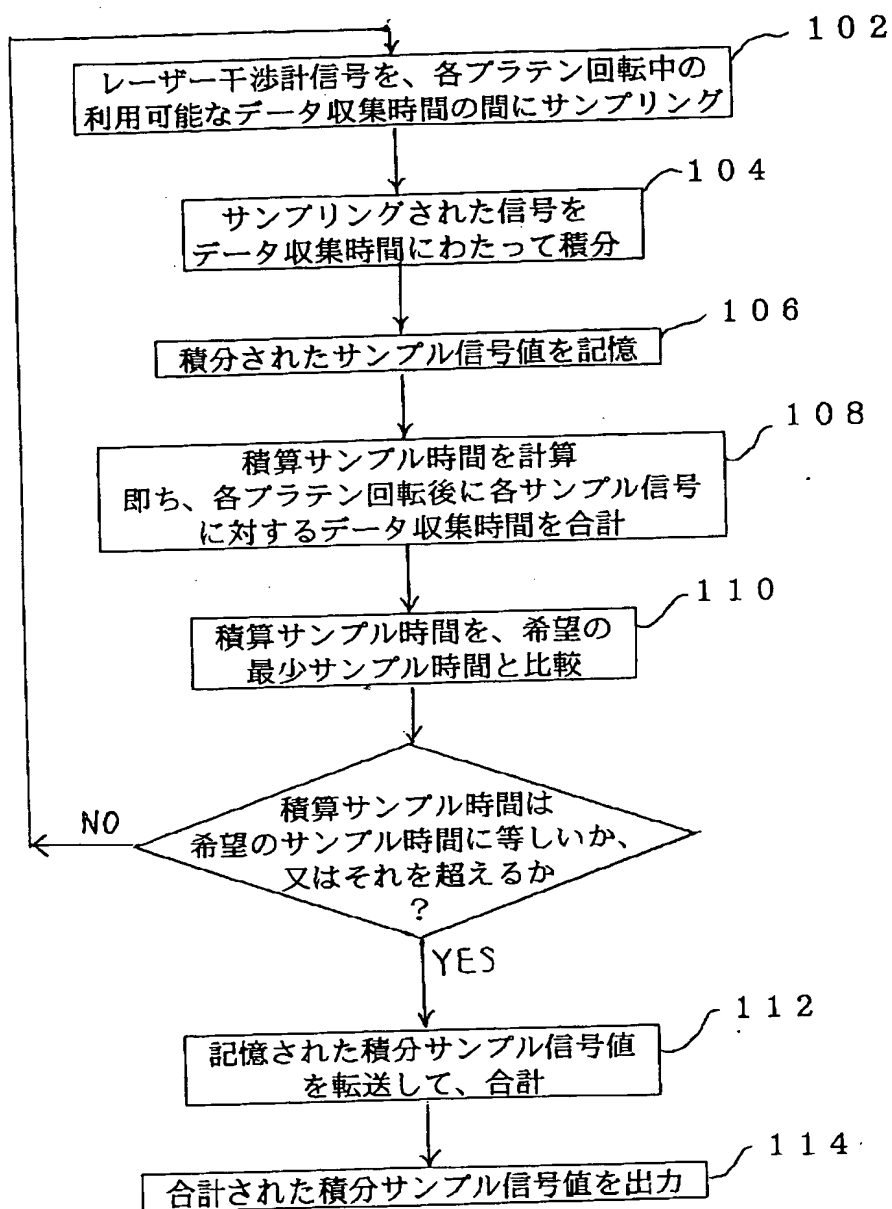 １０２
レーザー干渉計信号を、各プラテン回転中の
利用可能なデータ収集時間の間にサンプリング
１０４
サンプリングされた信号を
データ収集時間にわたって積分
１０６
積分されたサンプル信号値を記憶
１０８
積算サンプル時間を計算
即ち、各プラテン回転後に各サンプル信号
に対するデータ収集時間を合計
１１０
積算サンプル時間を、希望の
最少サンプル時間と比較
積算サンプル時間は
希望のサンプル時間に等しいか、
又はそれを超えるか
？
NO
YES
１１２
記憶された積分サンプル信号値
を転送して、合計
１１４
合計された積分サンプル信号値を出力